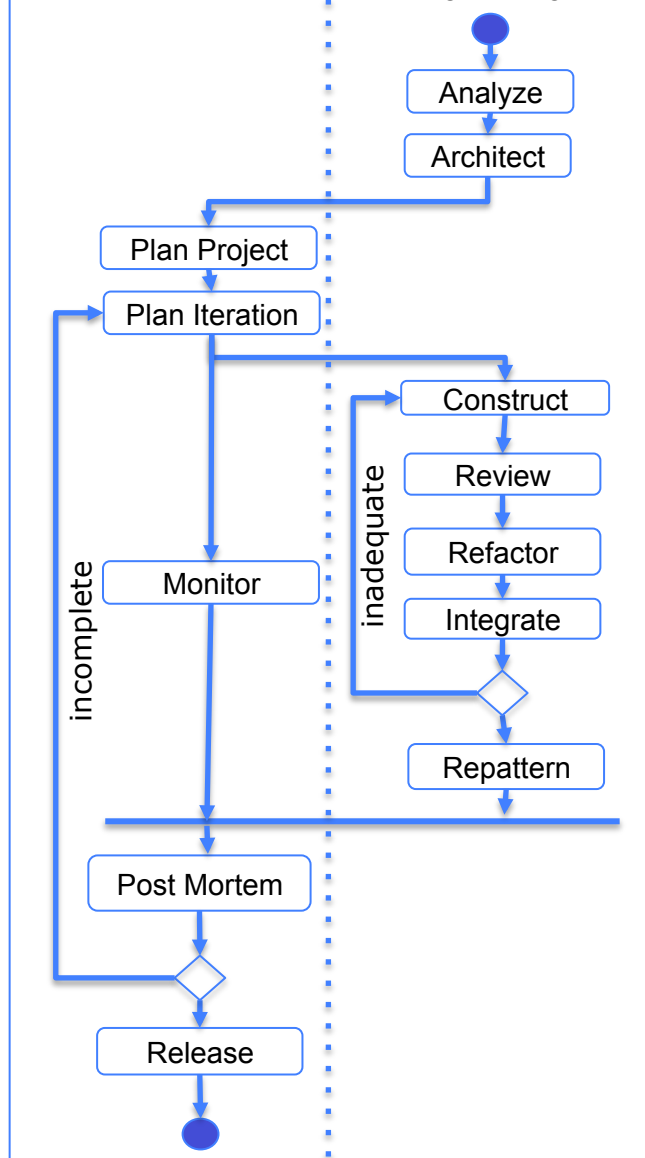 Analyze
Architect
Plan Project
Plan Iteration
Construct
Review
inadequate
Refactor
Monitor
incomplete
Integrate
Repattern
Post Mortem
Release